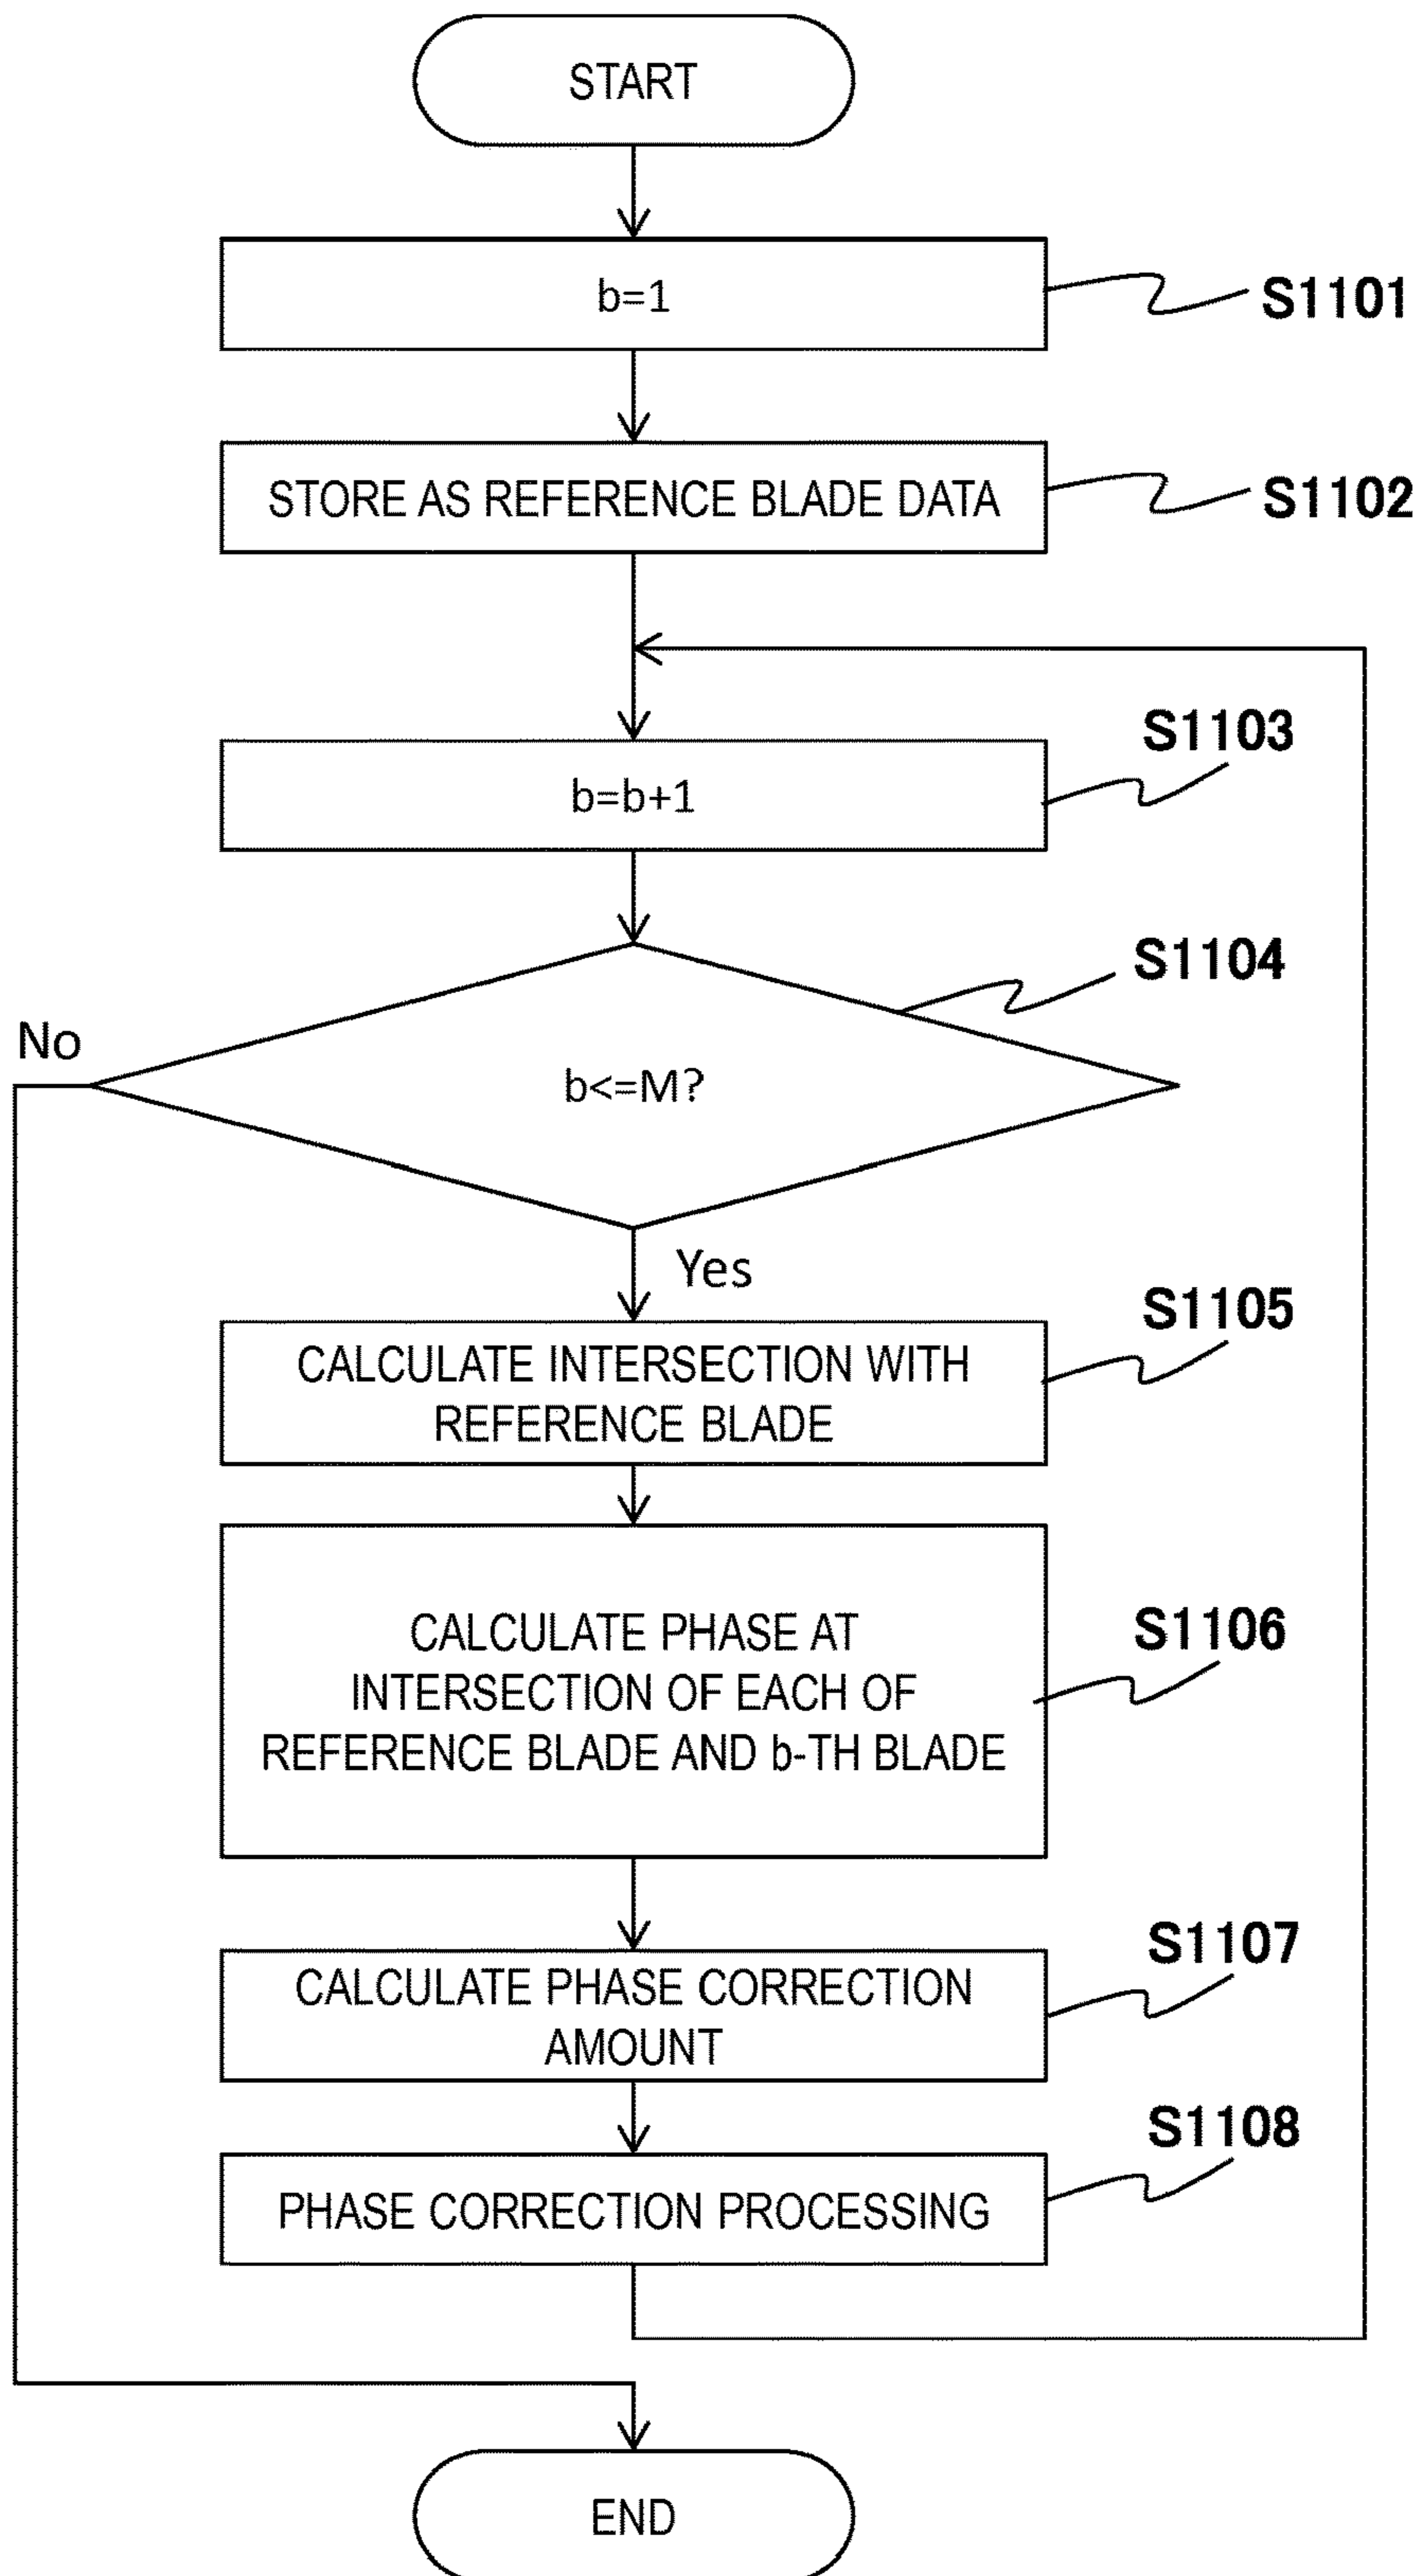 START
b=1
S1101
STORE AS REFERENCE BLADE DATA
S1102
S1103
b=b+1
S1104
No
b<=M?
Yes
S1105
CALCULATE INTERSECTION WITH
REFERENCE BLADE
CALCULATE PHASE AT
S1106
INTERSECTION OF EACH OF
REFERENCE BLADE AND b-TH BLADE
S1107
CALCULATE PHASE CORRECTION
AMOUNT
S1108
PHASE CORRECTION PROCESSING
END